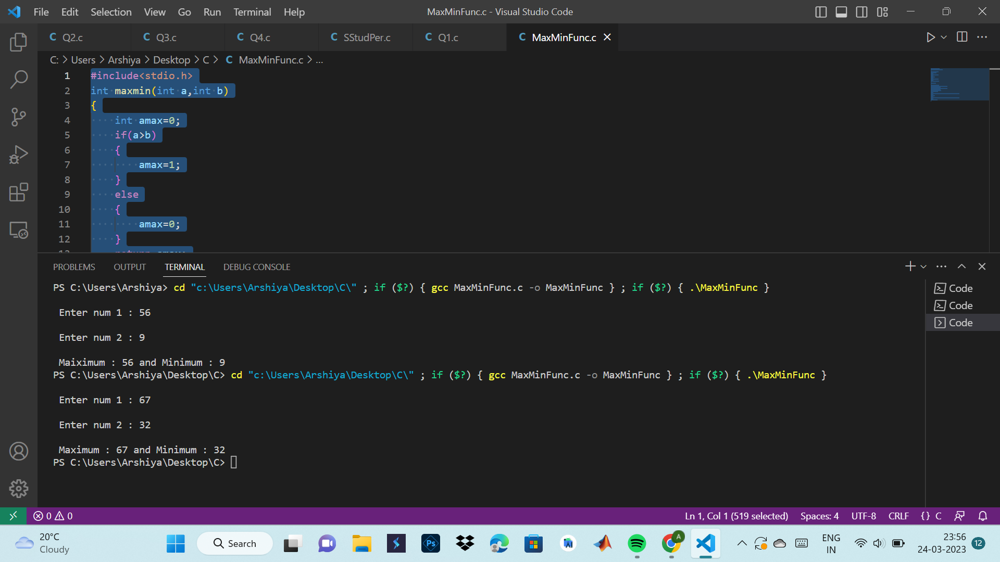 File Edit Selection View Go Run Terminal Help MaxMinFunc.c - Visual Studio Code
C Q2.c C Q3.c C Q4.c C SStudPer.c C Q1.c C MaxMinFunc.c
C: > Users > Arshiya > Desktop > C > C MaxMinFunc.c > ...
1 #include<stdio.h>
2 int maxmin(int a,int b)
3 {
4 int amax=0;
5 if(a>b)
6 {
7 amax=1;
8 }
9 else
10 {
11 amax=0;
12 }
PROBLEMS OUTPUT TERMINAL DEBUG CONSOLE
PS C:\Users\Arshiya> cd "c:\Users\Arshiya\Desktop\C\" ; if ($?) { gcc MaxMinFunc.c -o MaxMinFunc } ; if ($?) { .\MaxMinFunc }
Enter num 1 : 56
Enter num 2 : 9
Maiximum : 56 and Minimum : 9
PS C:\Users\Arshiya\Desktop\C> cd "c:\Users\Arshiya\Desktop\C\" ; if ($?) { gcc MaxMinFunc.c -o MaxMinFunc } ; if ($?) { .\MaxMinFunc }
Enter num 1 : 67
Enter num 2 : 32
Maximum : 67 and Minimum : 32
PS C:\Users\Arshiya\Desktop\C>
Code
Code
Code
0 0 Ln 1, Col 1 (519 selected) Spaces: 4 UTF-8 CRLF {} C
20°C
Cloudy
Search
Ps
A
ENG
IN
23:56
24-03-2023
12